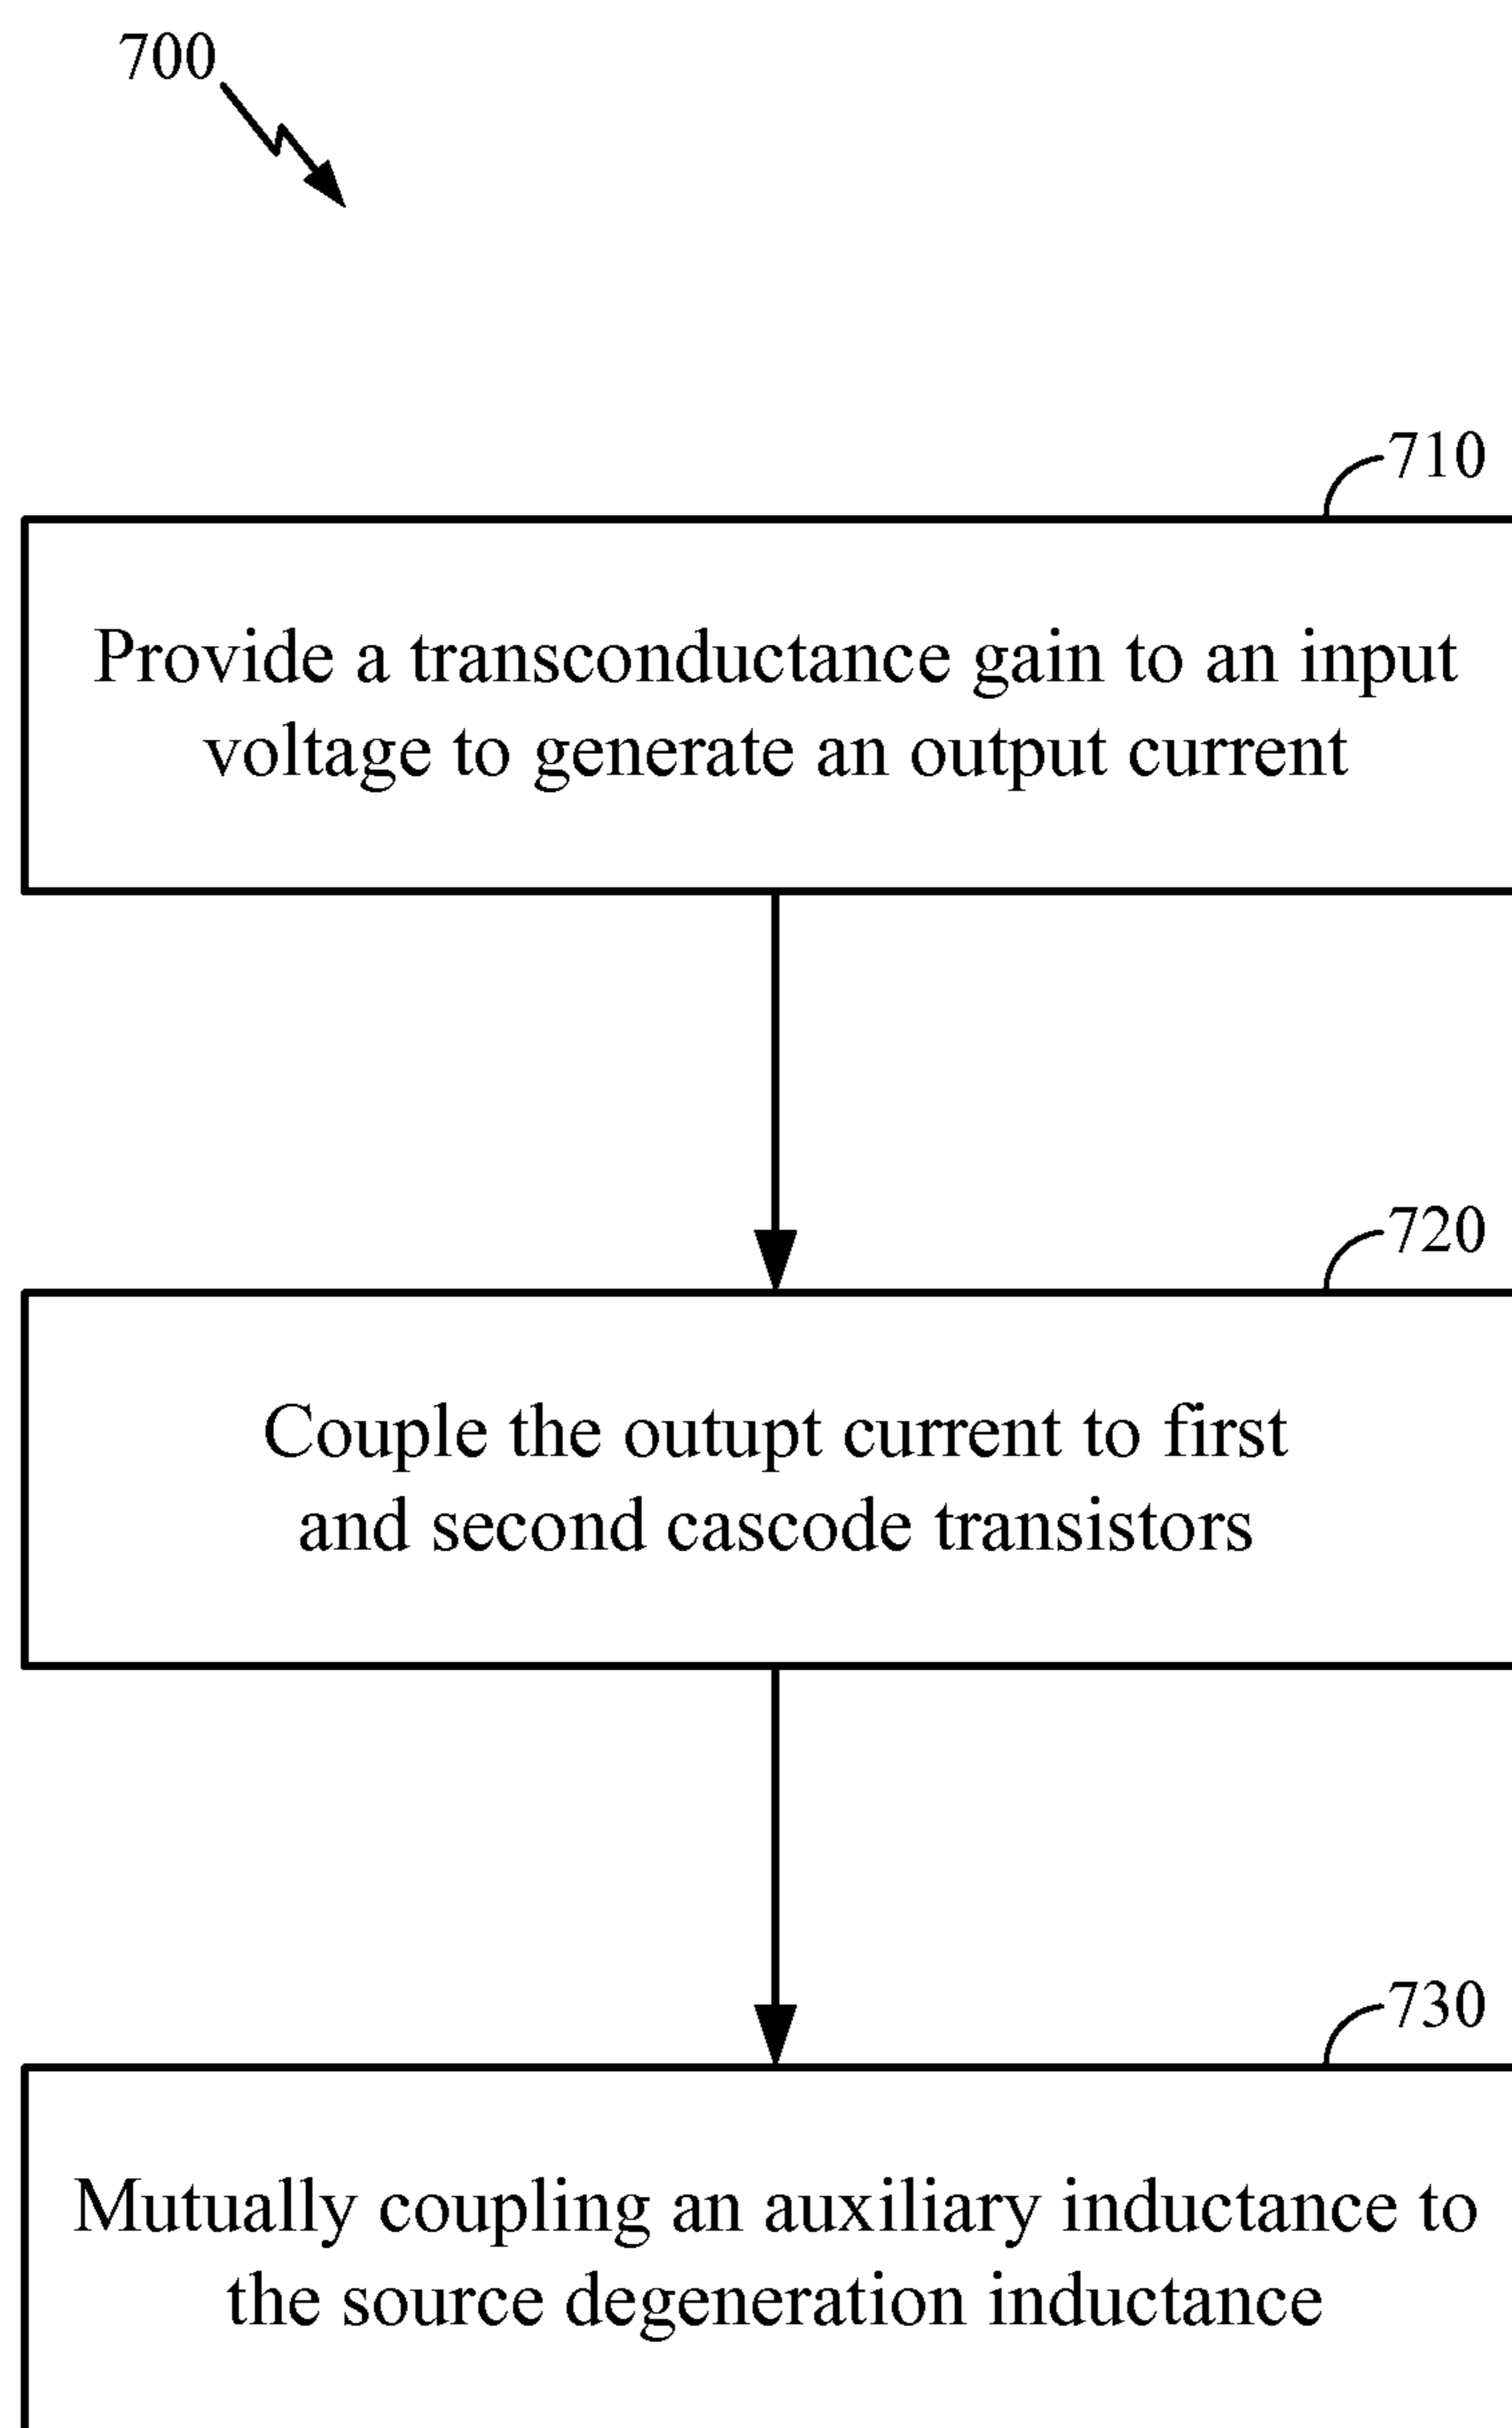 700
710
Provide a transconductance gain to an input
voltage to generate an output current
720
Couple the outupt current to first
and second cascode transistors
730
Mutually coupling an auxiliary inductance to
the source degeneration inductance